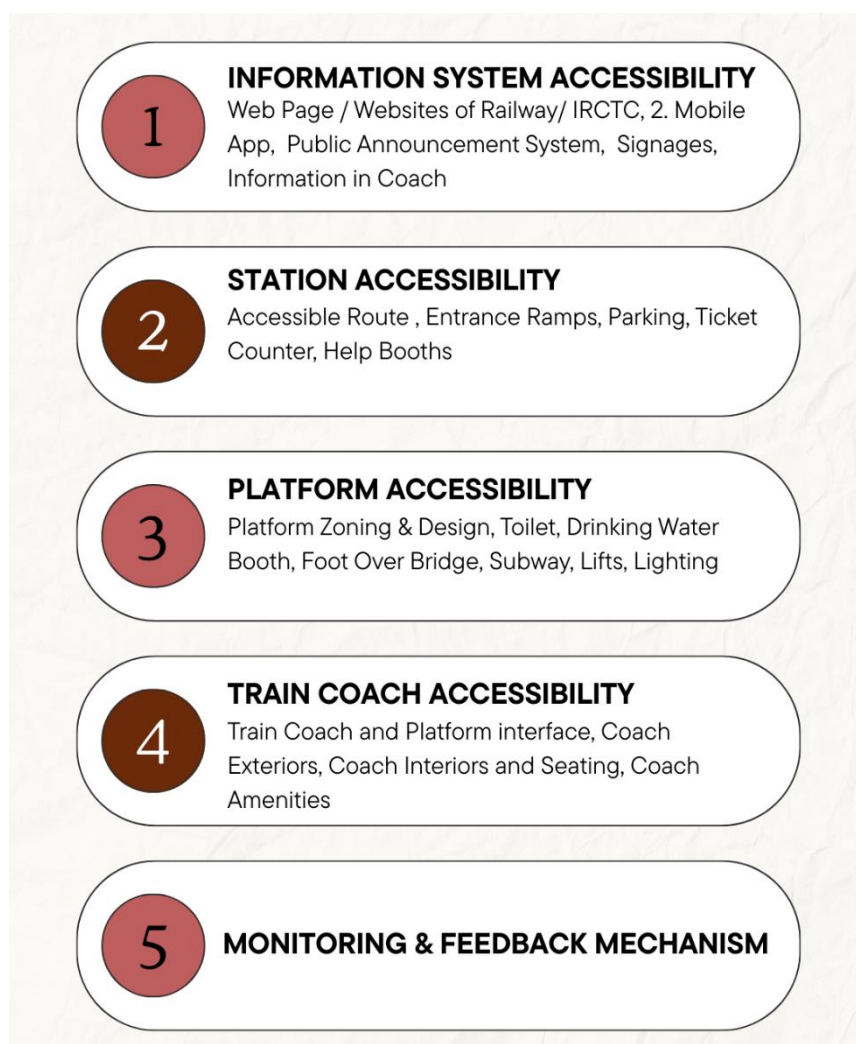 1
INFORMATION SYSTEM ACCESSIBILITY
Web Page / Websites of Railway/ IRCTC, 2. Mobile
App,  Public Announcement System,  Signages,
Information in Coach
2
STATION ACCESSIBILITY
Accessible Route , Entrance Ramps, Parking, Ticket
Counter, Help Booths
3
PLATFORM ACCESSIBILITY
Platform Zoning & Design, Toilet, Drinking Water
Booth, Foot Over Bridge, Subway, Lifts, Lighting
4
TRAIN COACH ACCESSIBILITY
Train Coach and Platform interface, Coach
Exteriors, Coach Interiors and Seating, Coach
Amenities
5
MONITORING & FEEDBACK MECHANISM